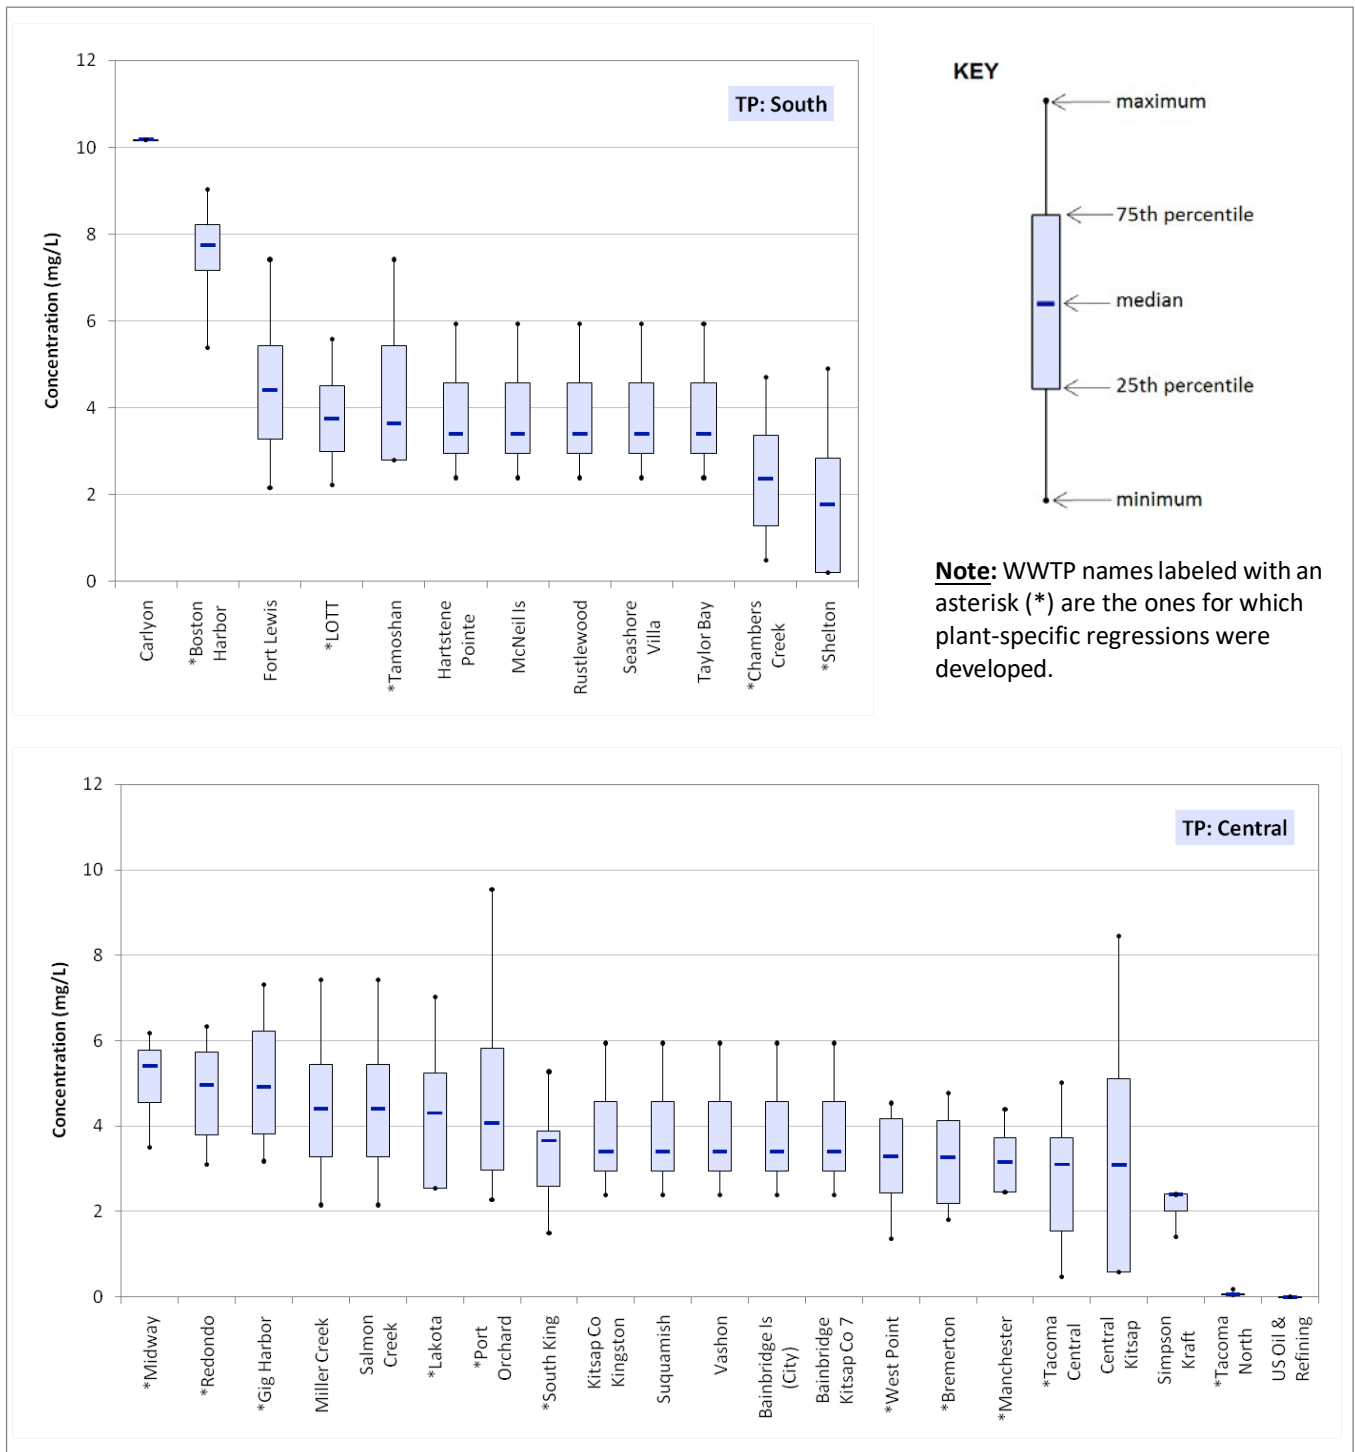 12
10
8
6
4
2
0
Concentration (mg/L)
TP: South
Carlyon
*Boston
Harbor
Fort Lewis
*LOTT
*Tamoshan
Hartstene
Pointe
McNeil Is
Rustlewood
Seashore
Villa
Taylor Bay
*Chambers
Creek
*Shelton
KEY
maximum
75th percentile
median
25th percentile
minimum
Note: WWTP names labeled with an
asterisk (*) are the ones for which
plant-specific regressions were
developed.
12
10
8
6
4
2
0
Concentration (mg/L)
TP: Central
*Midway
*Redondo
*Gig Harbor
Miller Creek
Salmon
Creek
*Lakota
*Port
Orchard
*South King
Kitsap Co
Kingston
Suquamish
Vashon
Bainbridge Is
(City)
Bainbridge
Kitsap Co 7
*West Point
*Bremerton
*Manchester
*Tacoma
Central
Central
Kitsap
Simpson
Kraft
*Tacoma
North
US Oil &
Refining